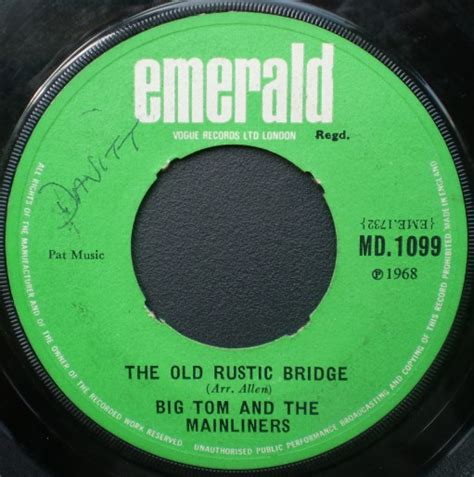 emerald
VOGUE RECORDS LTD LONDON
Regd.
DAVITT
Pat Music
{EME.1732}
MD.1099
℗ 1968
THE OLD RUSTIC BRIDGE
(Arr. Allen)
BIG TOM AND THE
MAINLINERS
ALL RIGHTS OF THE MANUFACTURER AND OF THE OWNER OF THE RECORDED WORK RESERVED. UNAUTHORISED PUBLIC PERFORMANCE BROADCASTING AND COPYING OF THIS RECORD PROHIBITED. MADE IN ENGLAND